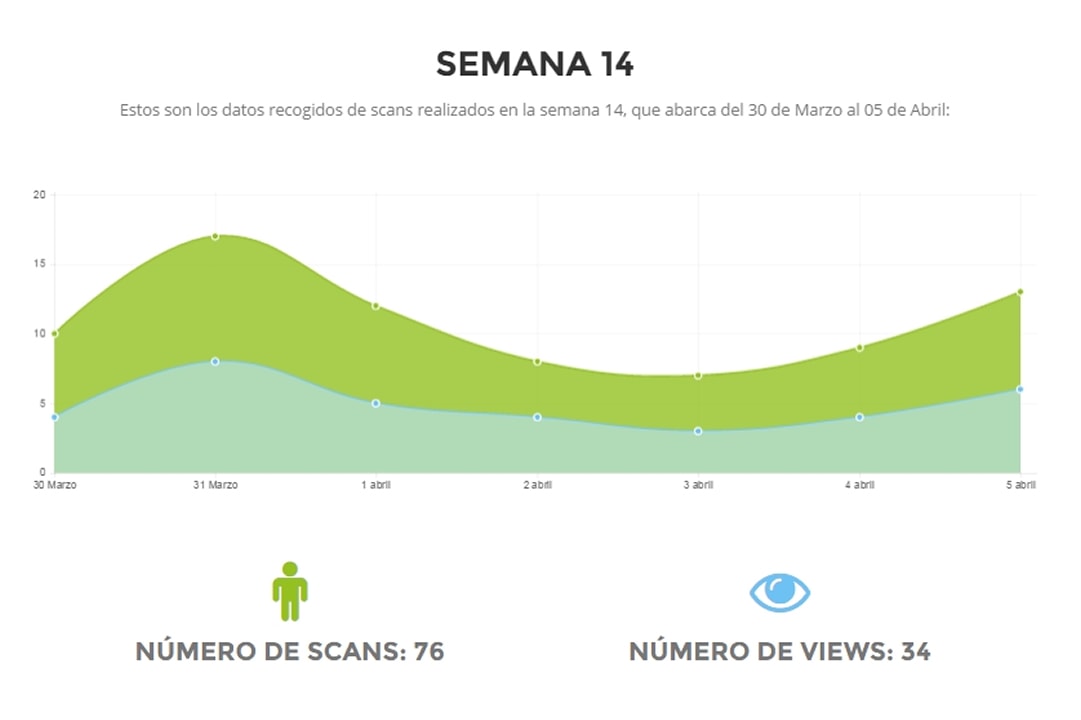 SEMANA 14
Estos son los datos recogidos de scans realizados en la semana 14, que abarca del 30 de Marzo al 05 de Abril:
20
15
10
5
0
30 Marzo 31 Marzo 1 abril 2 abril 3 abril 4 abril 5 abril
NÚMERO DE SCANS: 76 NÚMERO DE VIEWS: 34